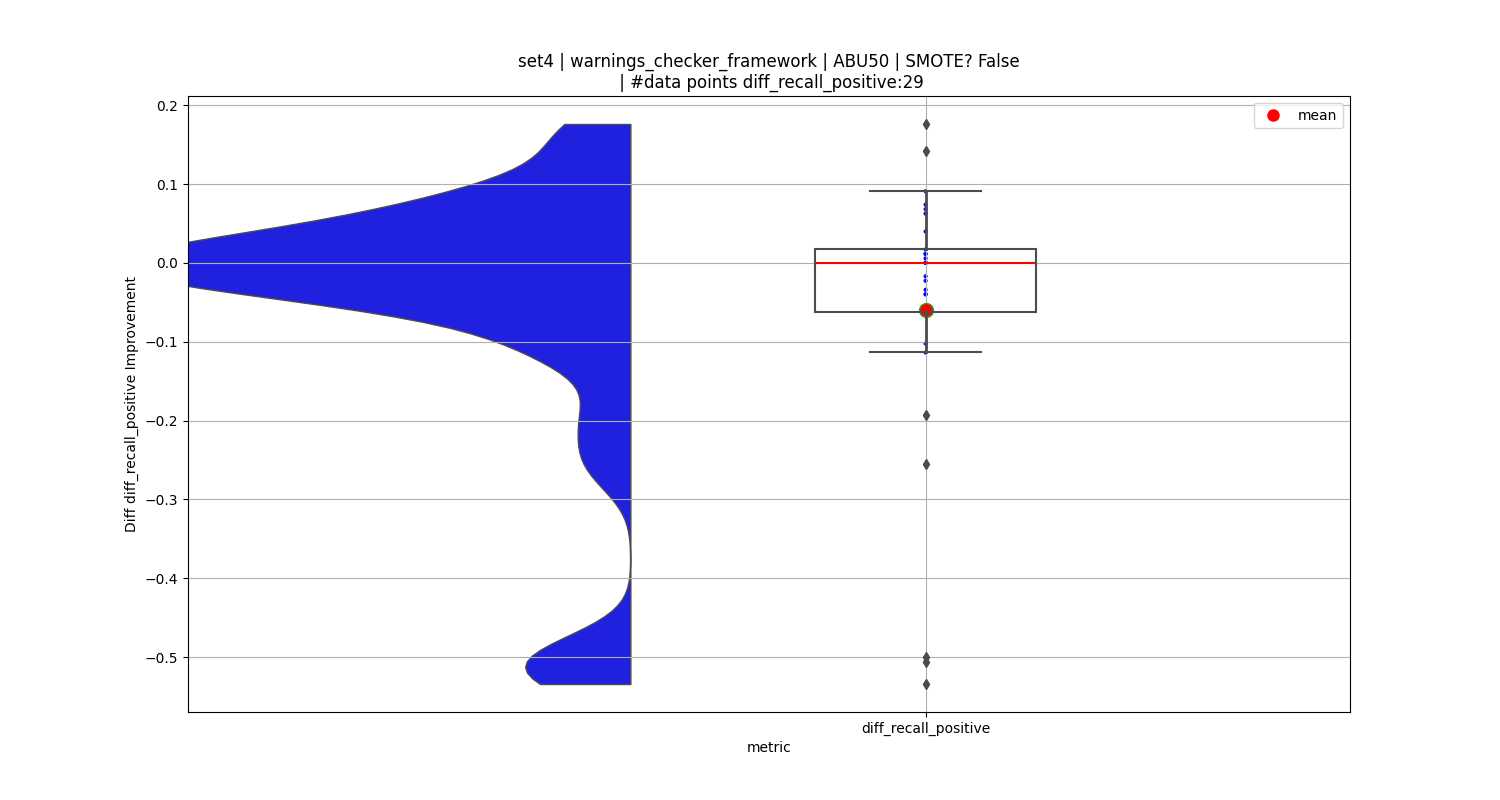 set4 | warnings_checker_framework | ABU50 | SMOTE? False
| #data points diff_recall_positive:29
mean
0.2
0.1
0.0
−0.1
−0.2
−0.3
−0.4
−0.5
Diff diff_recall_positive Improvement
diff_recall_positive
metric